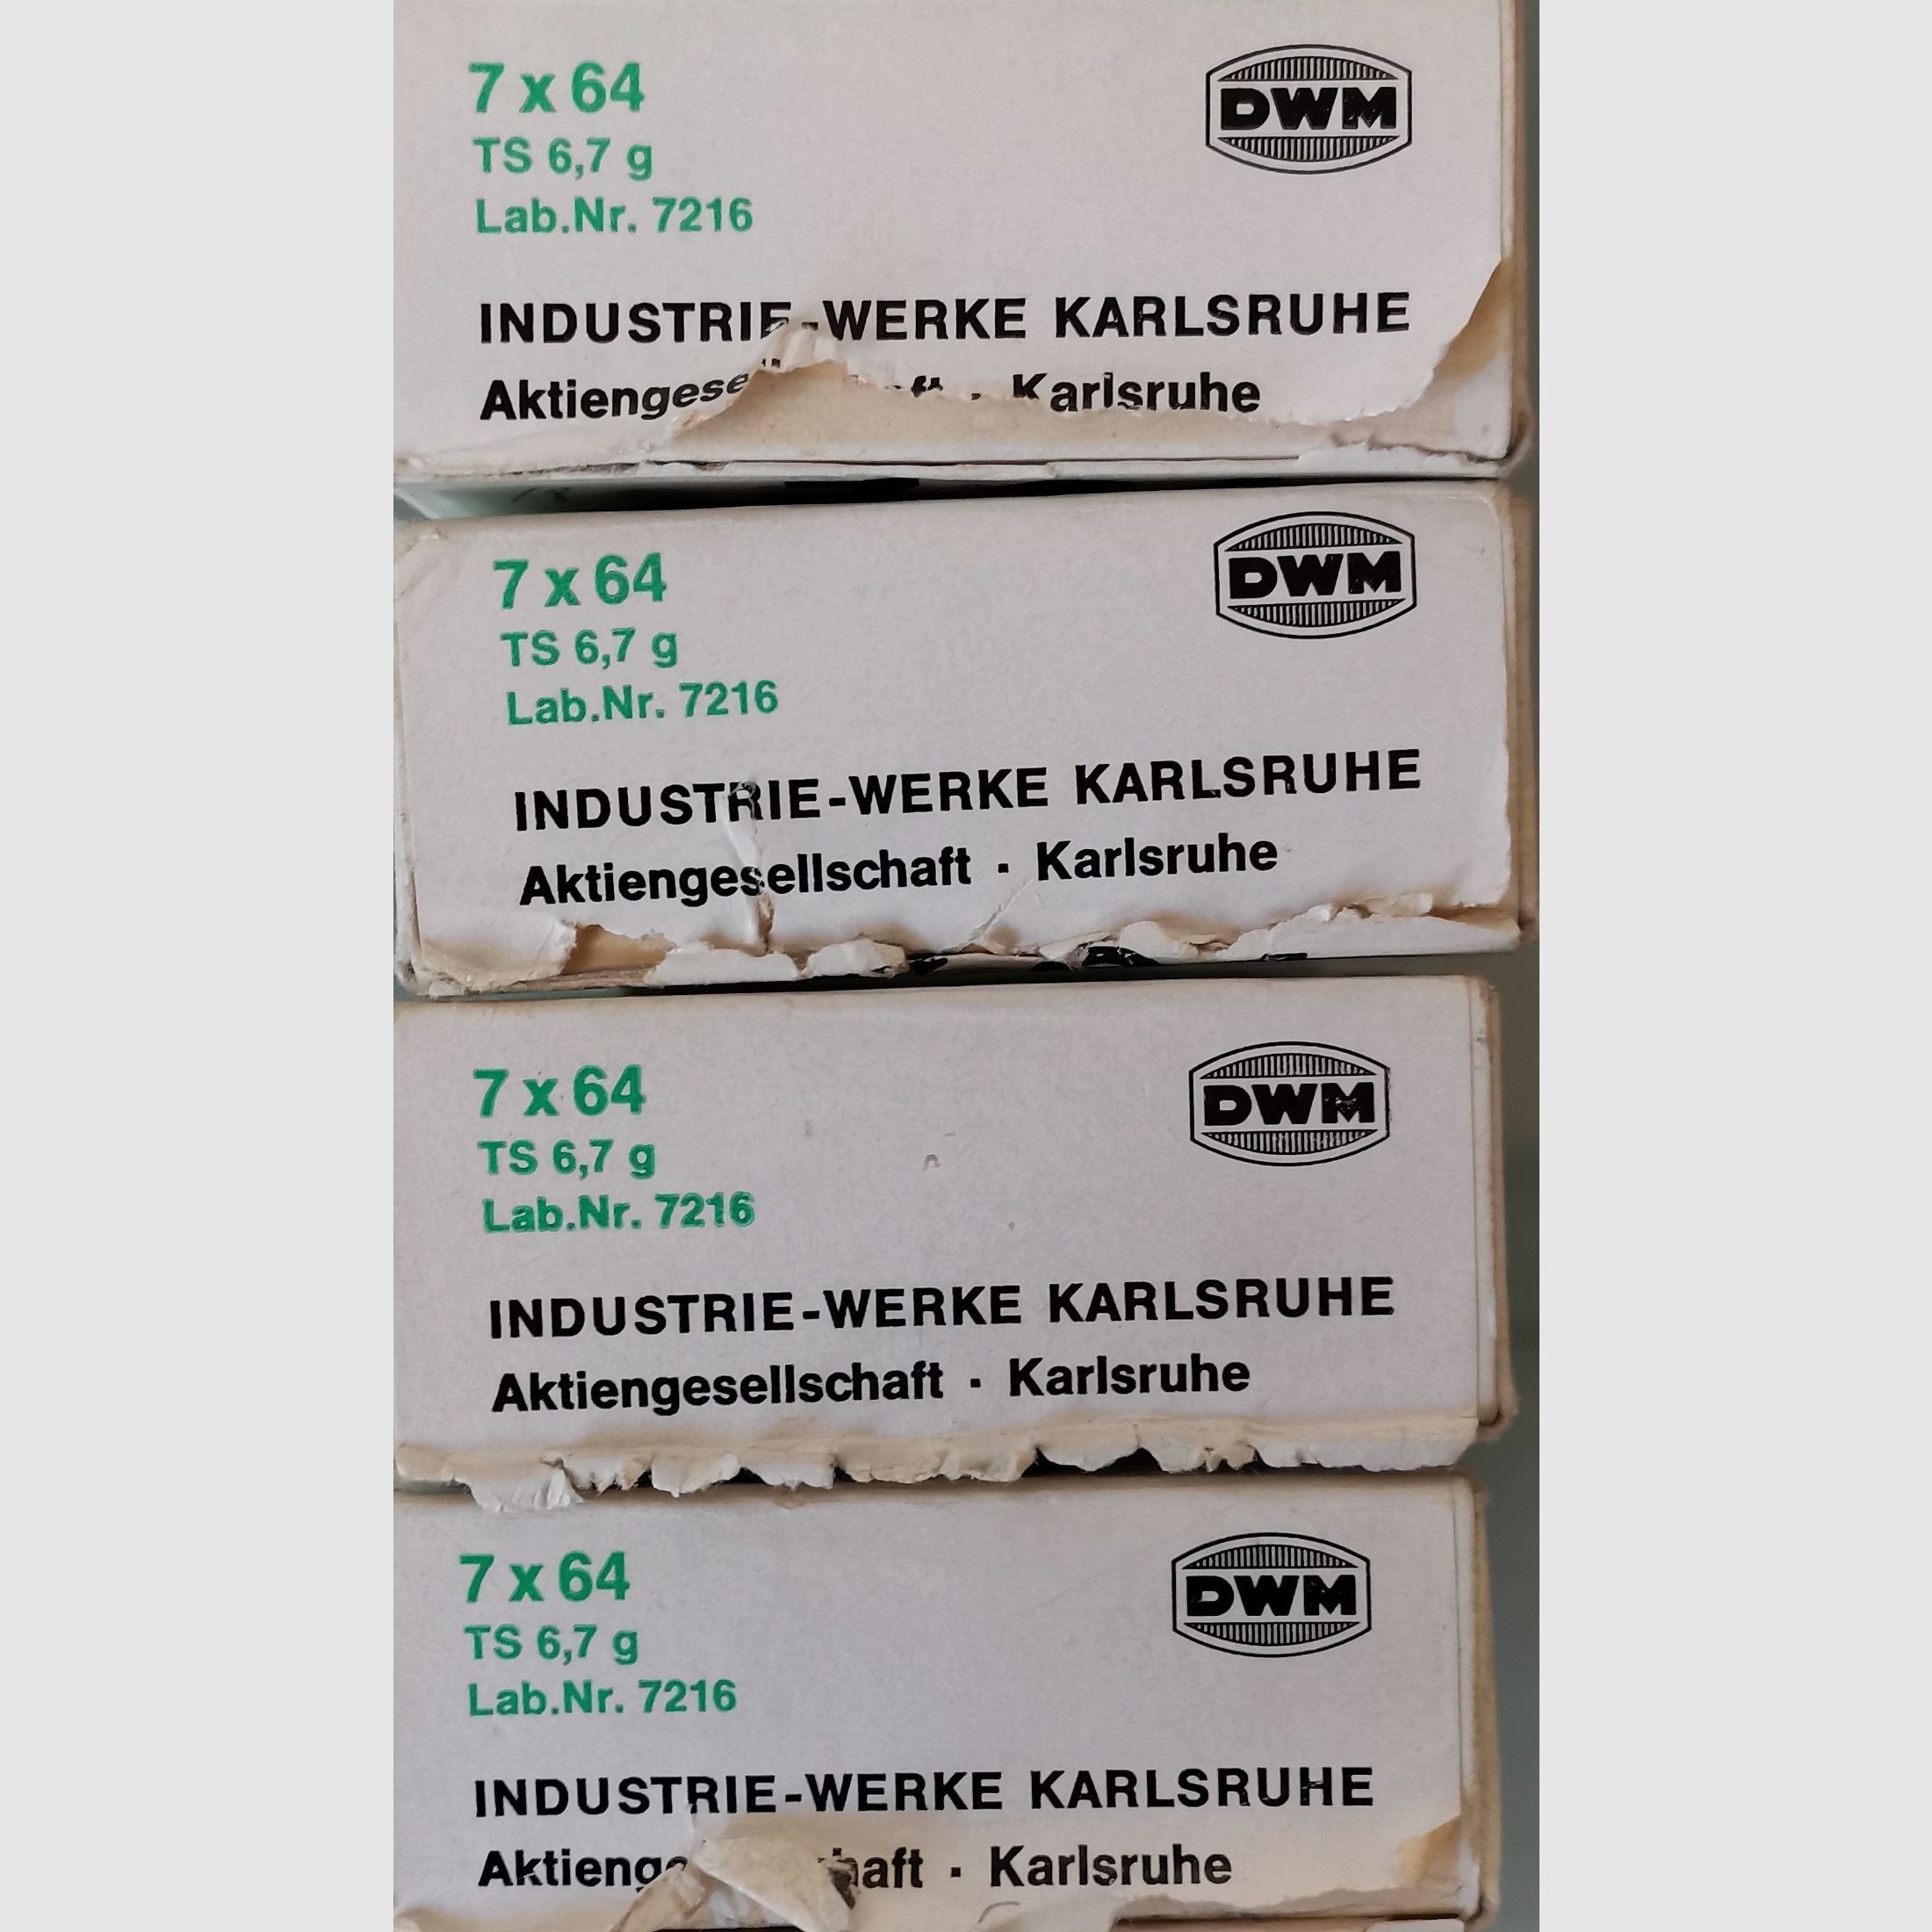 7 x 64
DWM
TS 6,7 g
Lab.Nr. 7216
INDUSTRIE-WERKE KARLSRUHE
· Karlsruhe
7 x 64
DWM
TS 6,7 g
Lab.Nr. 7216
INDUSTRIE-WERKE KARLSRUHE
Aktiengesellschaft · Karlsruhe
7 x 64
DWM
TS 6,7 g
Lab.Nr. 7216
INDUSTRIE-WERKE KARLSRUHE
Aktiengesellschaft · Karlsruhe
7 x 64
DWM
TS 6,7 g
Lab.Nr. 7216
INDUSTRIE-WERKE KARLSRUHE
· Karlsruhe